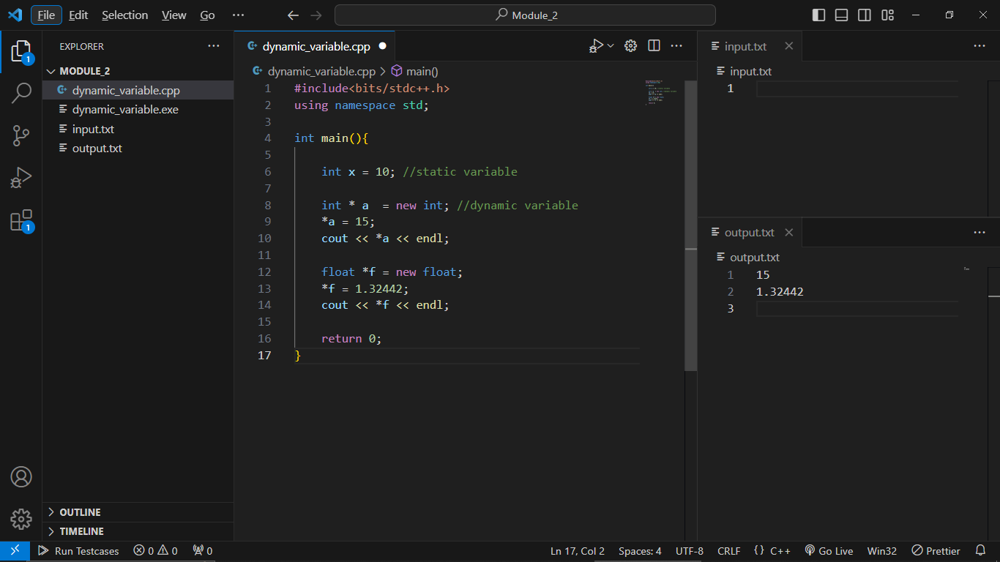 File Edit Selection View Go ··· Module_2
EXPLORER ···
MODULE_2
dynamic_variable.cpp
dynamic_variable.exe
input.txt
output.txt
OUTLINE
TIMELINE
1
1
dynamic_variable.cpp
dynamic_variable.cpp > main()
1 #include<bits/stdc++.h>
2 using namespace std;
3
4 int main(){
5
6 int x = 10; //static variable
7
8 int * a  = new int; //dynamic variable
9 *a = 15;
10 cout << *a << endl;
11
12 float *f = new float;
13 *f = 1.32442;
14 cout << *f << endl;
15
16 return 0;
17 }
input.txt
input.txt
1
output.txt
output.txt
1 15
2 1.32442
3
Run Testcases 0 0 0 Ln 17, Col 2 Spaces: 4 UTF-8 CRLF {} C++ Go Live Win32 Prettier